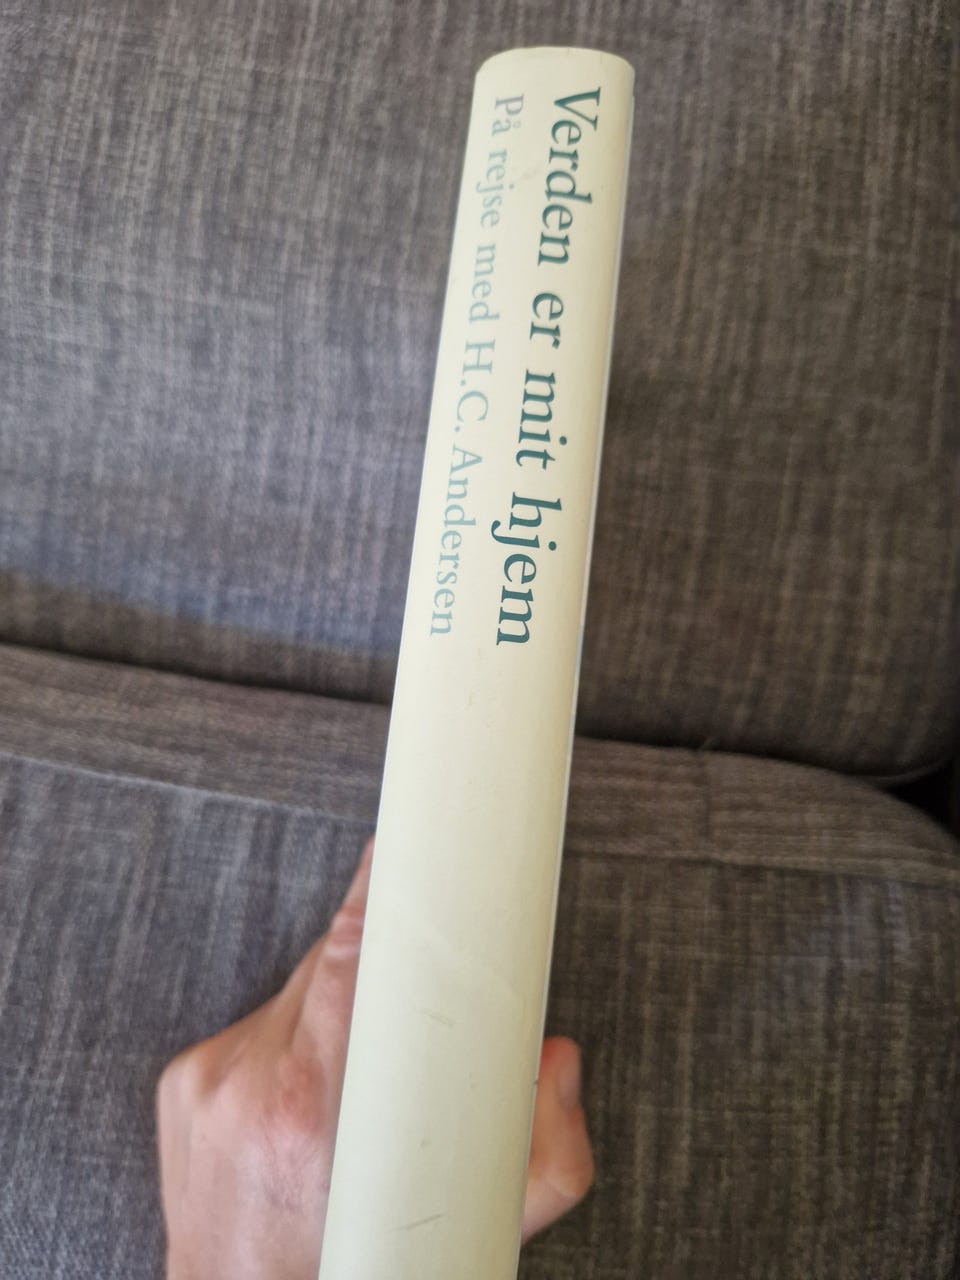 Verden er mit hjem
På rejse med H.C. Andersen